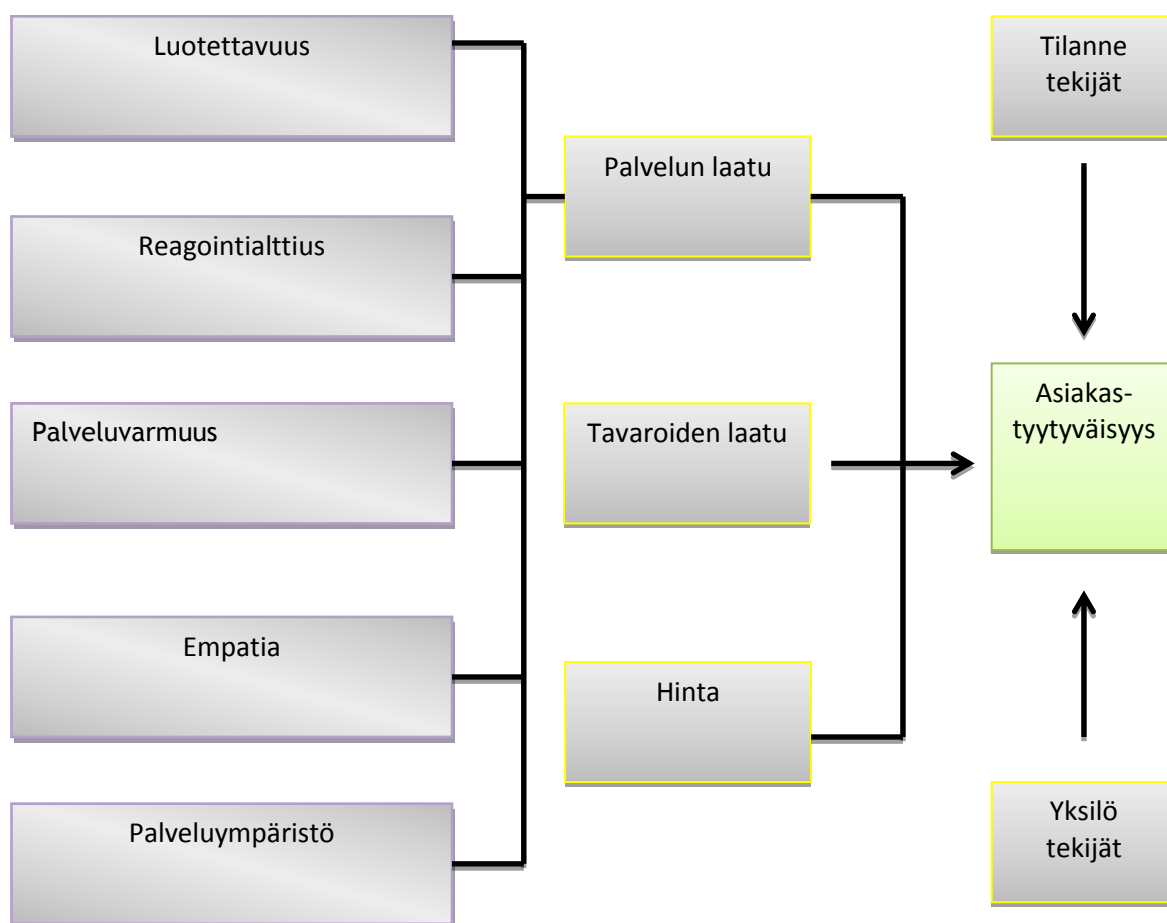 Luotettavuus
Reagointialttius
Palveluvarmuus
Empatia
Palveluympäristö
Palvelun laatu
Tavaroiden laatu
Hinta
Tilanne
tekijät
Asiakas-
tyytyväisyys
Yksilö
tekijät